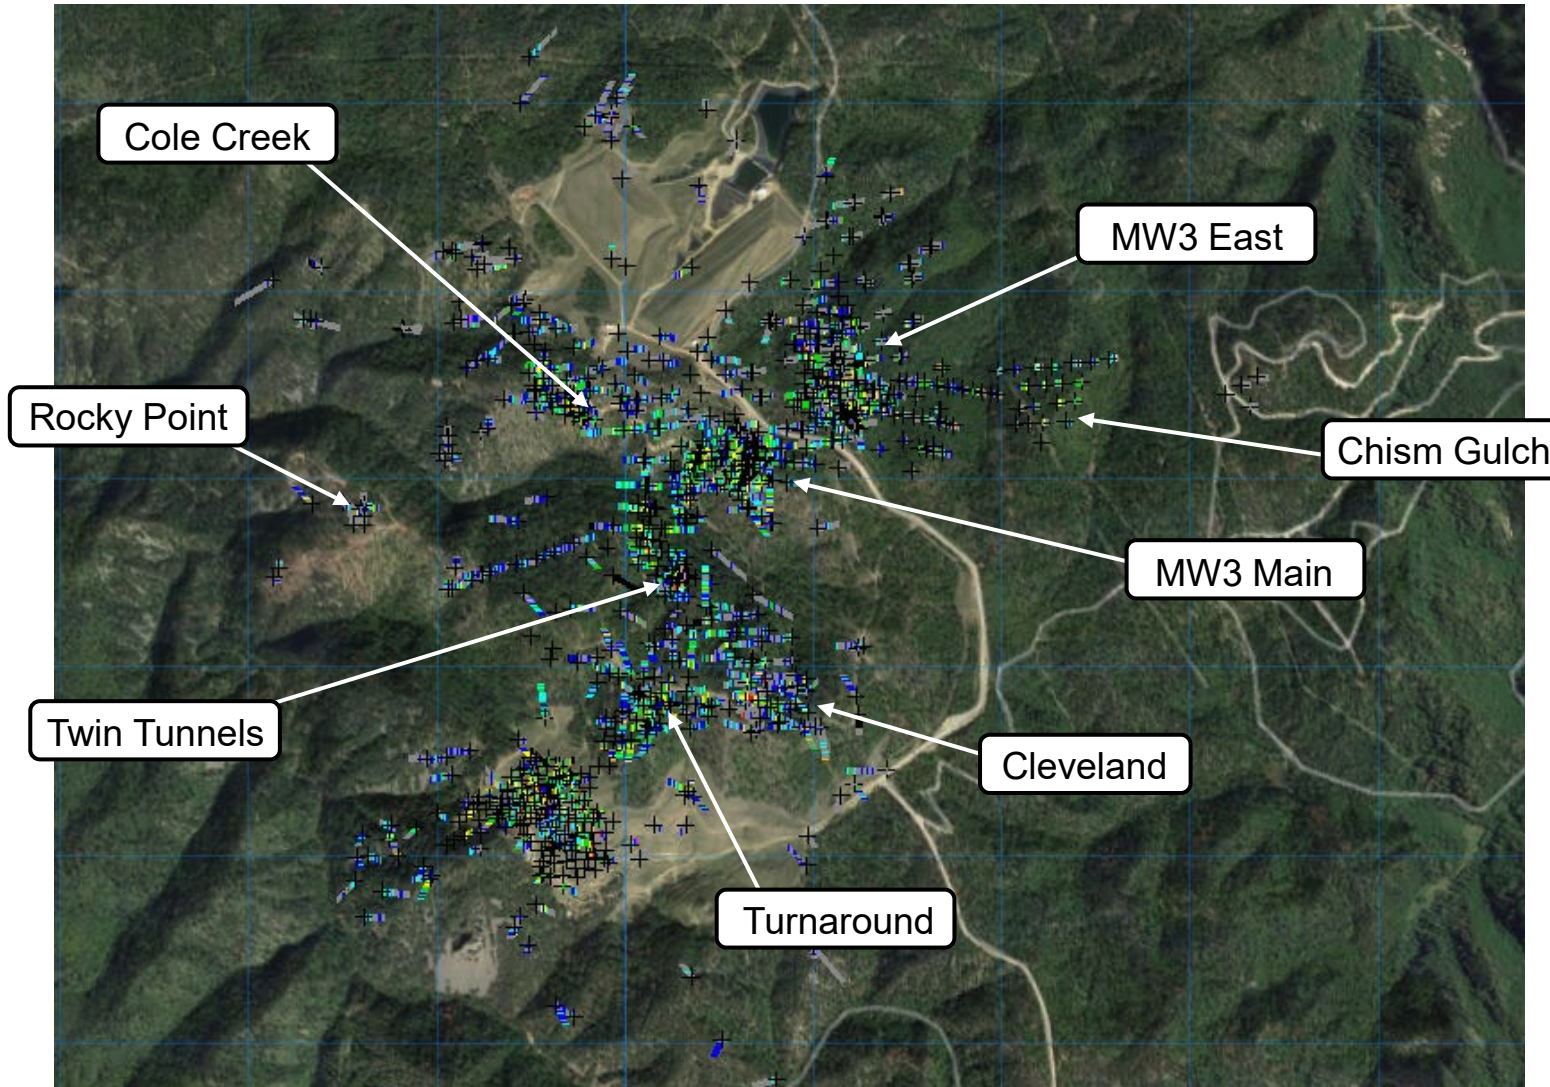 Cole Creek
MW3 East
Rocky Point
Chism Gulch
MW3 Main
Twin Tunnels
Cleveland
Turnaround